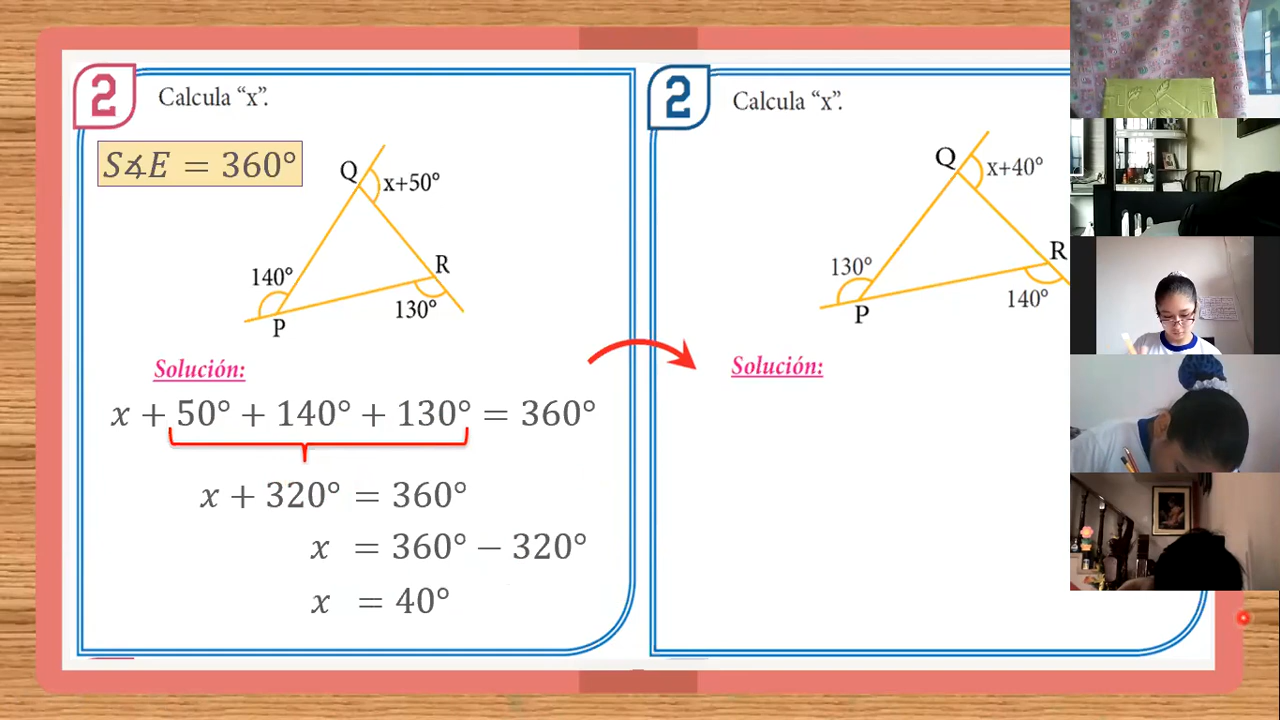 2
Calcula “x”.
S∡E = 360°
Q
x+50°
140°
R
130°
P
Solución:
x + 50° + 140° + 130° = 360°
x + 320° = 360°
x = 360° − 320°
x = 40°
2
Calcula “x”.
Q
x+40°
130°
R
140°
P
Solución: